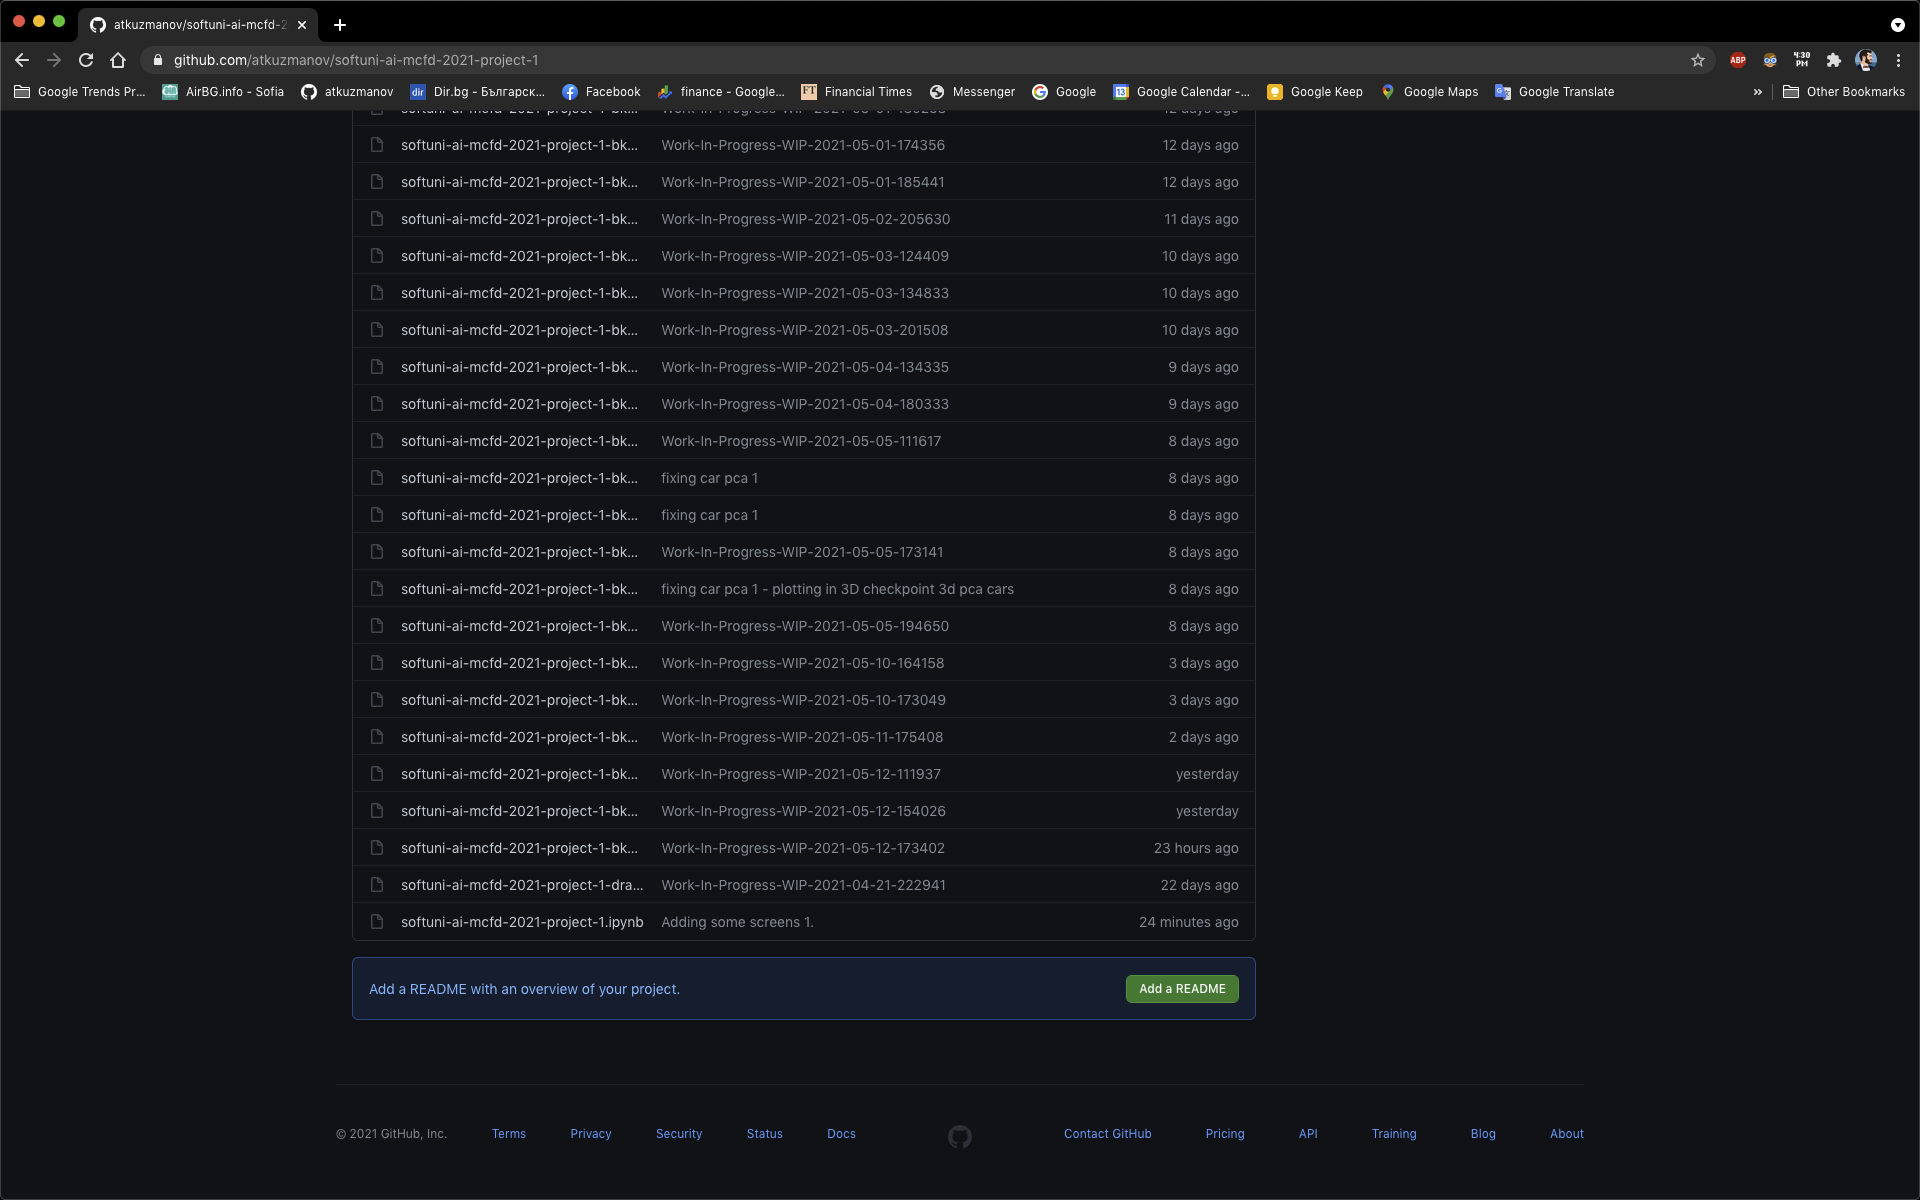 atkuzmanov/softuni-ai-mcfd-2
github.com/atkuzmanov/softuni-ai-mcfd-2021-project-1
ABP
4:30 PM
Google Trends Pr... AirBG.info - Sofia atkuzmanov dir Dir.bg - Българск... Facebook finance - Google... FT Financial Times Messenger Google 13 Google Calendar -... Google Keep Google Maps Google Translate » Other Bookmarks
softuni-ai-mcfd-2021-project-1-bk... 12 days ago
softuni-ai-mcfd-2021-project-1-bk... Work-In-Progress-WIP-2021-05-01-174356 12 days ago
softuni-ai-mcfd-2021-project-1-bk... Work-In-Progress-WIP-2021-05-01-185441 12 days ago
softuni-ai-mcfd-2021-project-1-bk... Work-In-Progress-WIP-2021-05-02-205630 11 days ago
softuni-ai-mcfd-2021-project-1-bk... Work-In-Progress-WIP-2021-05-03-124409 10 days ago
softuni-ai-mcfd-2021-project-1-bk... Work-In-Progress-WIP-2021-05-03-134833 10 days ago
softuni-ai-mcfd-2021-project-1-bk... Work-In-Progress-WIP-2021-05-03-201508 10 days ago
softuni-ai-mcfd-2021-project-1-bk... Work-In-Progress-WIP-2021-05-04-134335 9 days ago
softuni-ai-mcfd-2021-project-1-bk... Work-In-Progress-WIP-2021-05-04-180333 9 days ago
softuni-ai-mcfd-2021-project-1-bk... Work-In-Progress-WIP-2021-05-05-111617 8 days ago
softuni-ai-mcfd-2021-project-1-bk... fixing car pca 1 8 days ago
softuni-ai-mcfd-2021-project-1-bk... fixing car pca 1 8 days ago
softuni-ai-mcfd-2021-project-1-bk... Work-In-Progress-WIP-2021-05-05-173141 8 days ago
softuni-ai-mcfd-2021-project-1-bk... fixing car pca 1 - plotting in 3D checkpoint 3d pca cars 8 days ago
softuni-ai-mcfd-2021-project-1-bk... Work-In-Progress-WIP-2021-05-05-194650 8 days ago
softuni-ai-mcfd-2021-project-1-bk... Work-In-Progress-WIP-2021-05-10-164158 3 days ago
softuni-ai-mcfd-2021-project-1-bk... Work-In-Progress-WIP-2021-05-10-173049 3 days ago
softuni-ai-mcfd-2021-project-1-bk... Work-In-Progress-WIP-2021-05-11-175408 2 days ago
softuni-ai-mcfd-2021-project-1-bk... Work-In-Progress-WIP-2021-05-12-111937 yesterday
softuni-ai-mcfd-2021-project-1-bk... Work-In-Progress-WIP-2021-05-12-154026 yesterday
softuni-ai-mcfd-2021-project-1-bk... Work-In-Progress-WIP-2021-05-12-173402 23 hours ago
softuni-ai-mcfd-2021-project-1-dra... Work-In-Progress-WIP-2021-04-21-222941 22 days ago
softuni-ai-mcfd-2021-project-1.ipynb Adding some screens 1. 24 minutes ago
Add a README with an overview of your project. Add a README
© 2021 GitHub, Inc. Terms Privacy Security Status Docs Contact GitHub Pricing API Training Blog About